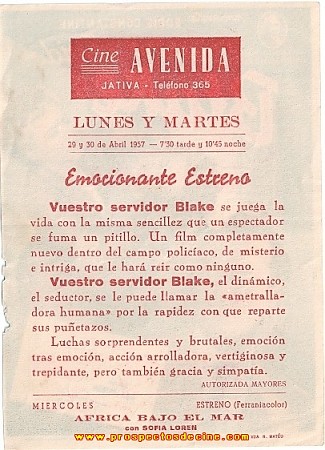 Cine AVENIDA
JATIVA - Teléfono 365
LUNES Y MARTES
29 y 30 de Abril 1957 — 7'30 tarde y 10'45 noche
Emocionante Estreno
Vuestro servidor Blake se juega la
vida con la misma sencillez que un espectador
se fuma un pitillo. Un film completamente
nuevo dentro del campo policíaco, de misterio
e intriga, que le hará reir como ninguno.
Vuestro servidor Blake, el dinámico,
el seductor, se le puede llamar la «ametralla-
dora humana» por la rapidez con que reparte
sus puñetazos.
Luchas sorprendentes y brutales, emoción
tras emoción, acción arrolladora, vertiginosa y
trepidante, pero también gracia y simpatía.
AUTORIZADA MAYORES
MIERCOLES ESTRENO (Ferraniacolor)
AFRICA BAJO EL MAR
con SOFIA LOREN
www.prospectosdecine.com